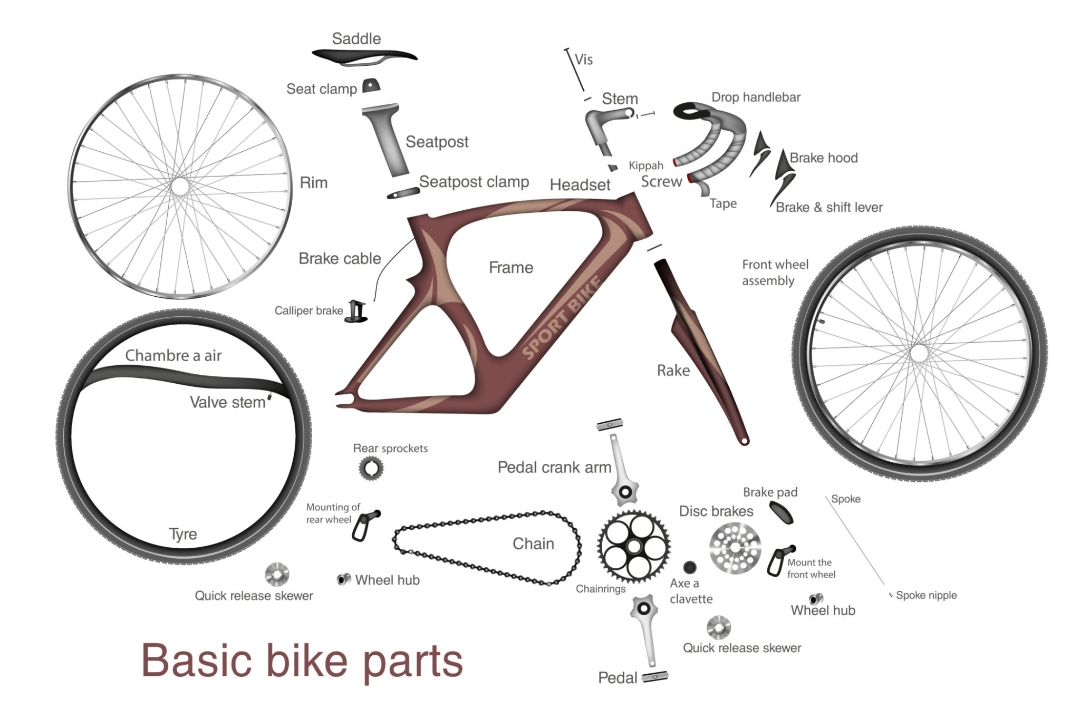 Saddle
Vis
Seat clamp
Stem
Drop handlebar
Seatpost
Brake hood
Kippah
Rim
Seatpost clamp
Headset
Screw
Tape
Brake & shift lever
Brake cable
Frame
Front wheel
assembly
Calliper brake
SPORT BIKE
Chambre a air
Rake
Valve stem
Rear sprockets
Pedal crank arm
Brake pad
Spoke
Mounting of
rear wheel
Disc brakes
Tyre
Chain
Mount the
front wheel
Wheel hub
Quick release skewer
Chainrings
Axe a
clavette
Spoke nipple
Wheel hub
Quick release skewer
Basic bike parts
Pedal